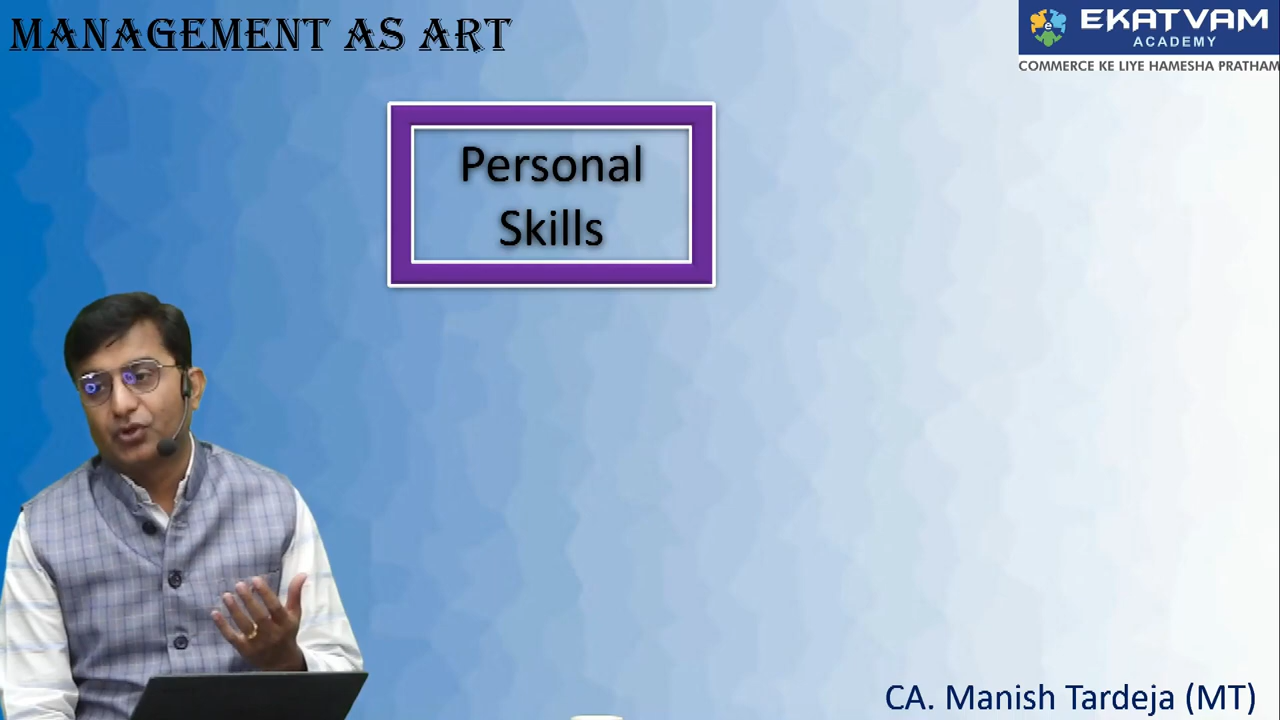 MANAGEMENT AS ART
EKATVAM
ACADEMY
COMMERCE KE LIYE HAMESHA PRATHAM
Personal
Skills
CA. Manish Tardeja (MT)